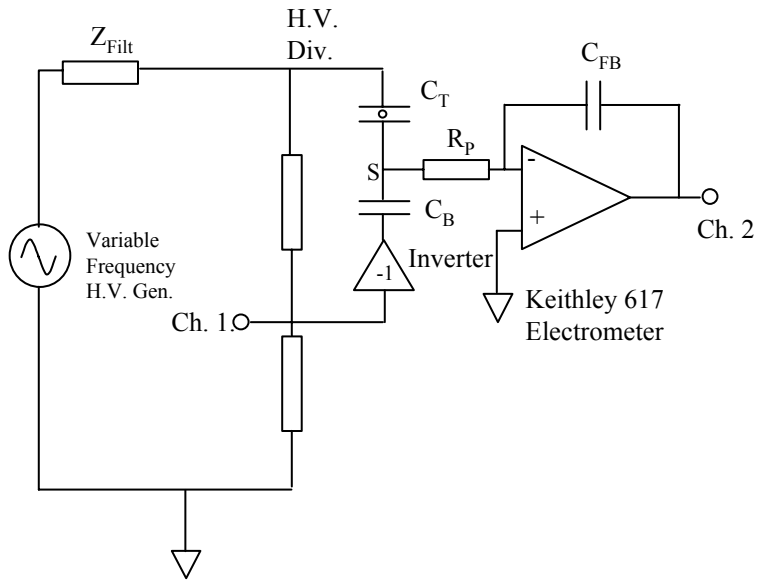 H.V.
Div.
Z_Filt
C_T
C_FB
R_P
S
-
+
C_B
Inverter
-1
Variable
Frequency
H.V. Gen.
Ch. 1.
Ch. 2
Keithley 617
Electrometer